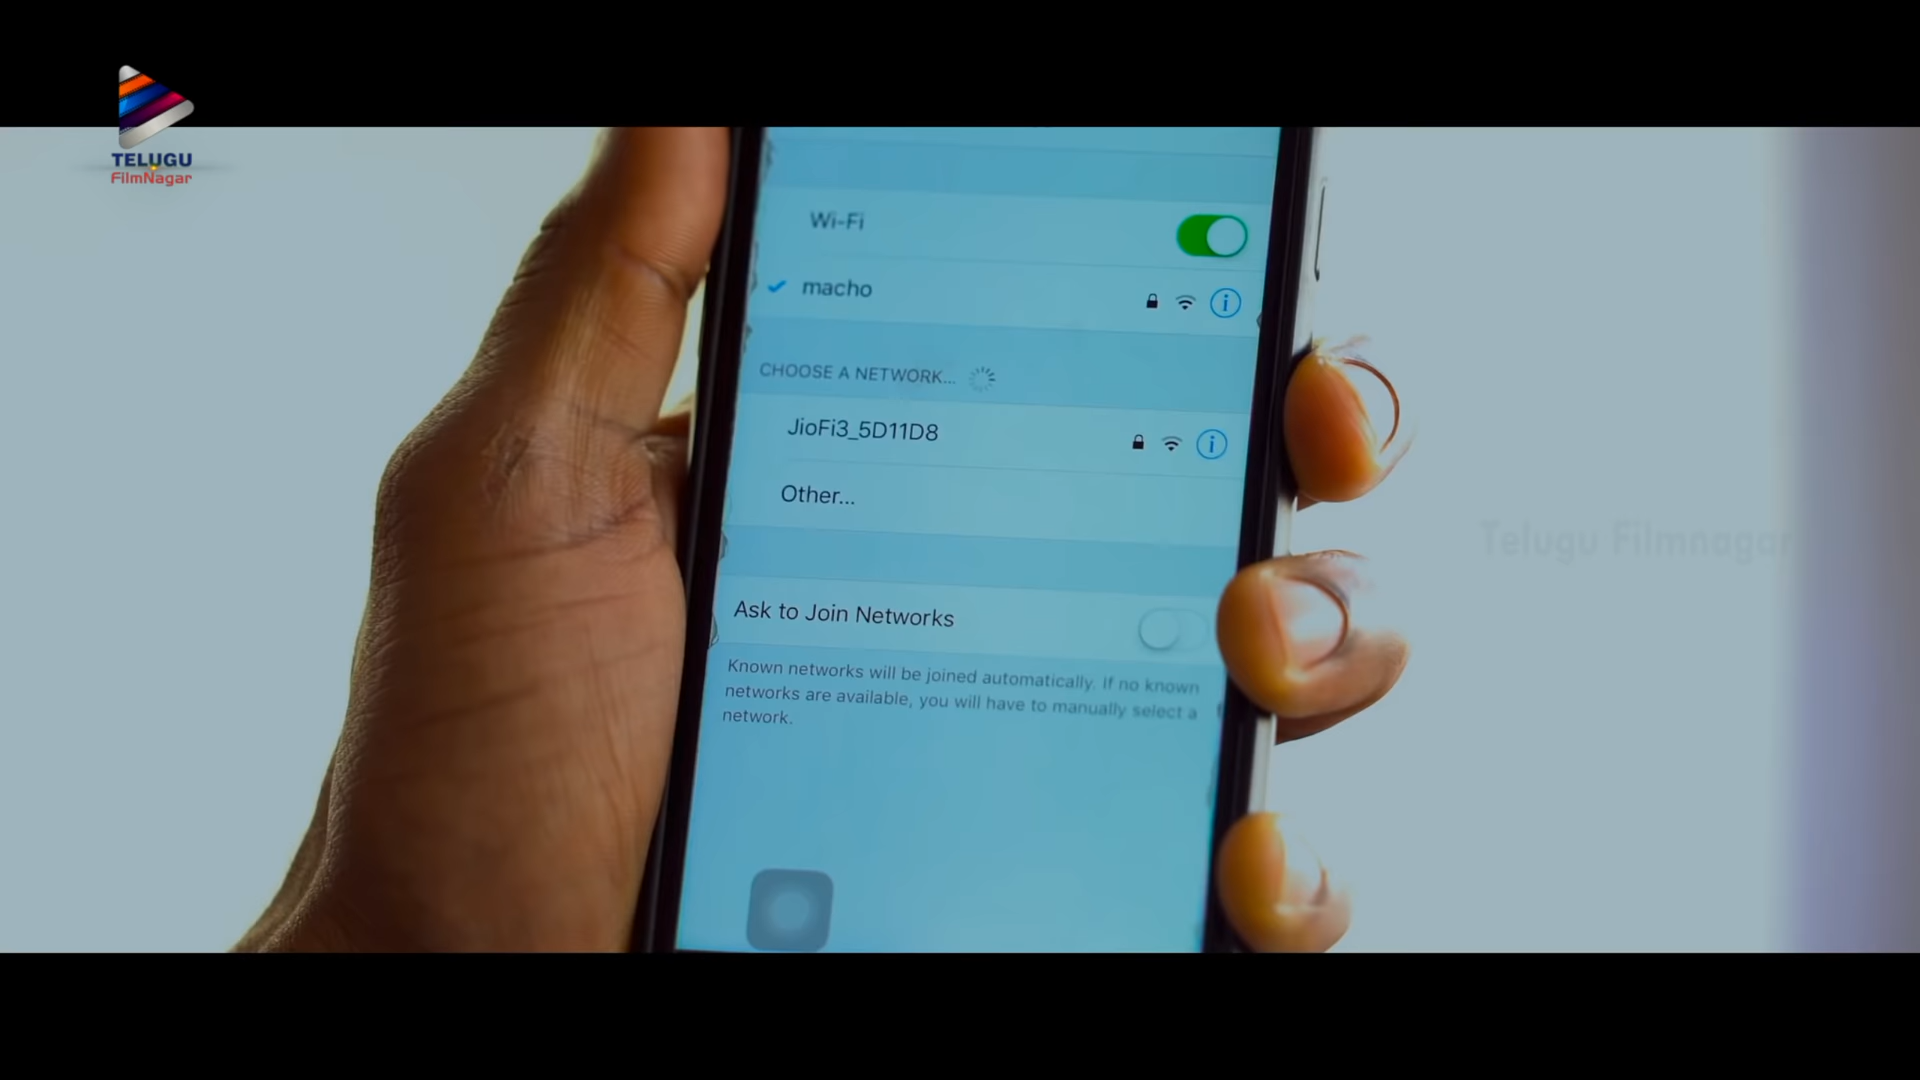 TELUGU
FilmNagar
Wi-Fi
macho
CHOOSE A NETWORK...
JioFi3_5D11D8
Other...
Telugu Filmnagar
Ask to Join Networks
Known networks will be joined automatically. If no known
networks are available, you will have to manually select a
network.